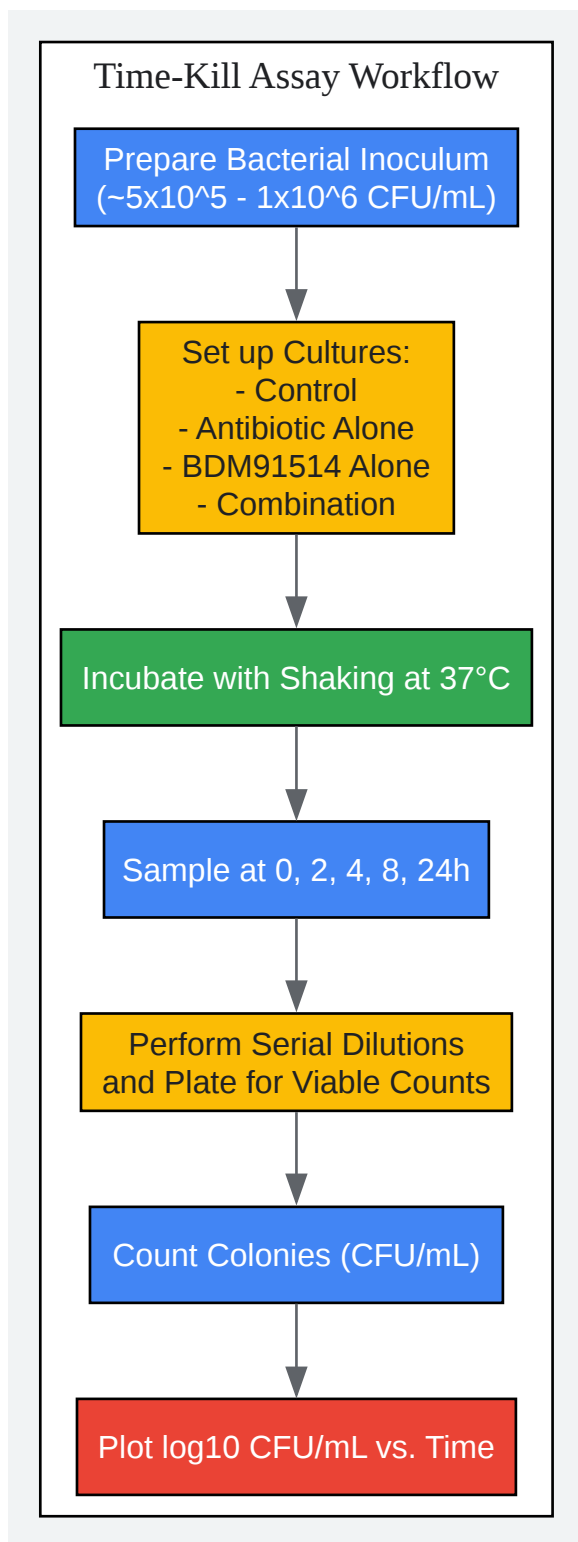 Time-Kill Assay Workflow
Prepare Bacterial Inoculum
(~5x10^5 - 1x10^6 CFU/mL)
Set up Cultures:
- Control
- Antibiotic Alone
- BDM91514 Alone
- Combination
Incubate with Shaking at 37°C
Sample at 0, 2, 4, 8, 24h
Perform Serial Dilutions
and Plate for Viable Counts
Count Colonies (CFU/mL)
Plot log10 CFU/mL vs. Time